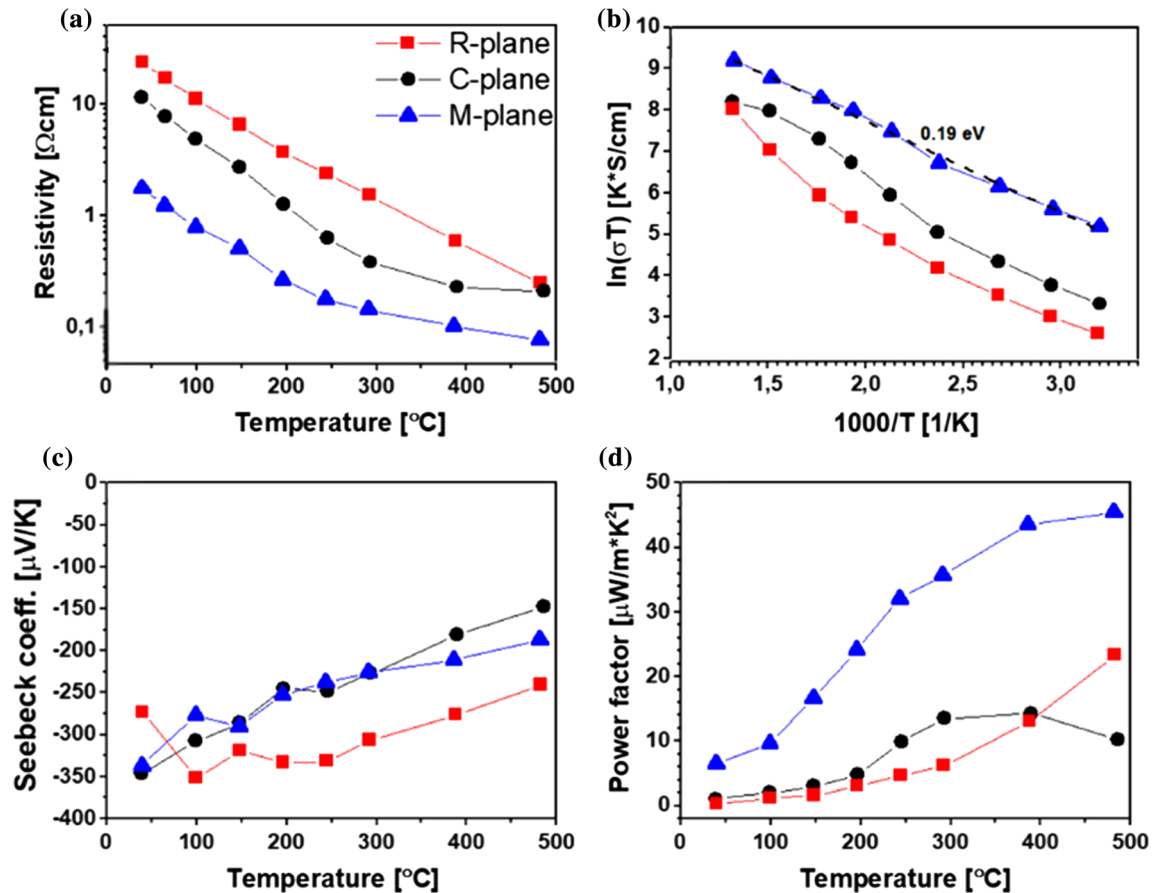 (a)
R-plane
C-plane
M-plane
10
1
0,1
0 100 200 300 400 500
Resistivity [Ωcm]
Temperature [°C]
(b)
10
9
8
7
6
5
4
3
2
0.19 eV
1,0 1,5 2,0 2,5 3,0
ln(σT) [K*S/cm]
1000/T [1/K]
(c)
0
-50
-100
-150
-200
-250
-300
-350
-400
0 100 200 300 400 500
Seebeck coeff. [μV/K]
Temperature [°C]
(d)
50
40
30
20
10
0
0 100 200 300 400 500
Power factor [μW/m*K²]
Temperature [°C]